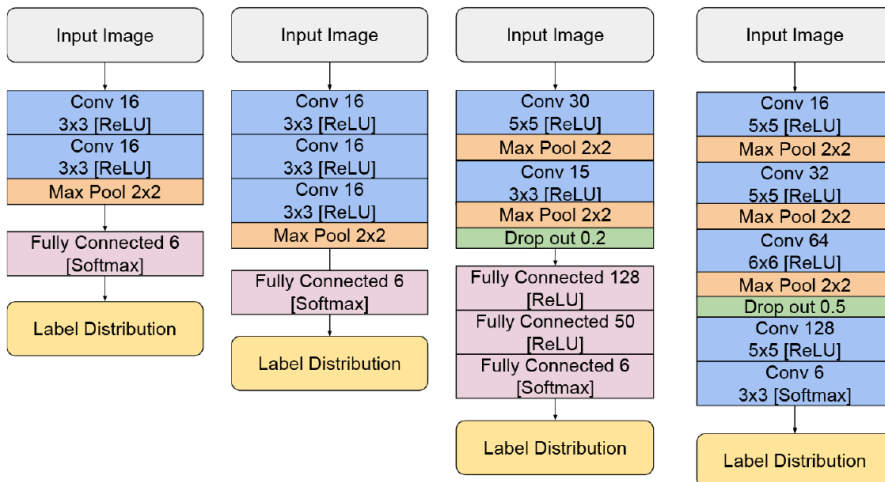 Input Image
Conv 16
3x3 [ReLU]
Conv 16
3x3 [ReLU]
Max Pool 2x2
Fully Connected 6
[Softmax]
Label Distribution
Input Image
Conv 16
3x3 [ReLU]
Conv 16
3x3 [ReLU]
Conv 16
3x3 [ReLU]
Max Pool 2x2
Fully Connected 6
[Softmax]
Label Distribution
Input Image
Conv 30
5x5 [ReLU]
Max Pool 2x2
Conv 15
3x3 [ReLU]
Max Pool 2x2
Drop out 0.2
Fully Connected 128
[ReLU]
Fully Connected 50
[ReLU]
Fully Connected 6
[Softmax]
Label Distribution
Input Image
Conv 16
5x5 [ReLU]
Max Pool 2x2
Conv 32
5x5 [ReLU]
Max Pool 2x2
Conv 64
6x6 [ReLU]
Max Pool 2x2
Drop out 0.5
Conv 128
5x5 [ReLU]
Conv 6
3x3 [Softmax]
Label Distribution